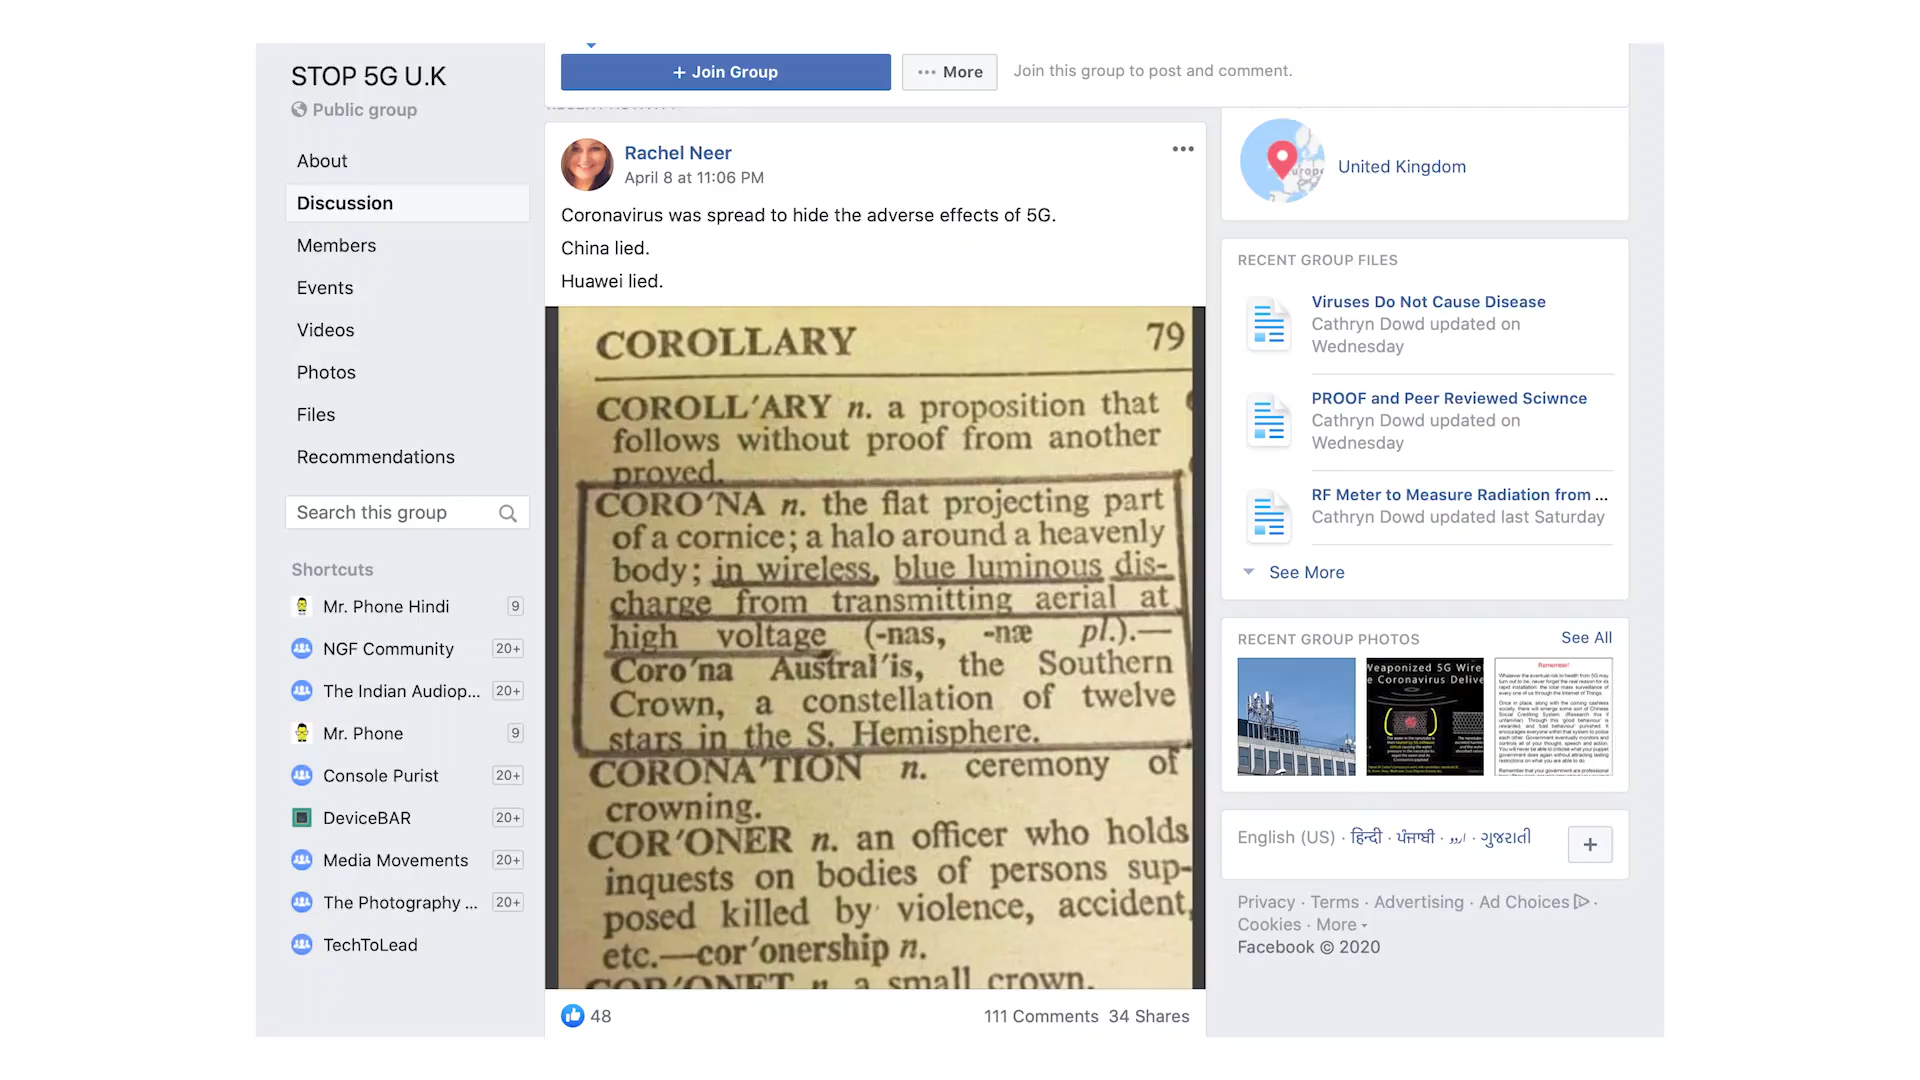 STOP 5G U.K
Public group
About
Discussion
Members
Events
Videos
Photos
Files
Recommendations
Search this group
Shortcuts
Mr. Phone Hindi 9
NGF Community 20+
The Indian Audiop... 20+
Mr. Phone 9
Console Purist 20+
DeviceBAR 20+
Media Movements 20+
The Photography ... 20+
TechToLead
+ Join Group
More
Join this group to post and comment.
Rachel Neer
April 8 at 11:06 PM
Coronavirus was spread to hide the adverse effects of 5G.
China lied.
Huawei lied.
COROLLARY 79
COROLL'ARY n. a proposition that
follows without proof from another
proved.
CORO'NA n. the flat projecting part
of a cornice; a halo around a heavenly
body; in wireless, blue luminous dis-
charge from transmitting aerial at
high voltage (-nas, -næ pl.).—
Coro'na Austral'is, the Southern
Crown, a constellation of twelve
stars in the S. Hemisphere.
CORONA'TION n. ceremony of
crowning.
COR'ONER n. an officer who holds
inquests on bodies of persons sup-
posed killed by violence, accident,
etc.—cor'onership n.
COR'ONET n. a small crown.
48
111 Comments 34 Shares
United Kingdom
RECENT GROUP FILES
Viruses Do Not Cause Disease
Cathryn Dowd updated on
Wednesday
PROOF and Peer Reviewed Sciwnce
Cathryn Dowd updated on
Wednesday
RF Meter to Measure Radiation from ...
Cathryn Dowd updated last Saturday
See More
RECENT GROUP PHOTOS See All
Weaponized 5G Wire
e Coronavirus Delive
Remember!
English (US) · हिन्दी · ਪੰਜਾਬੀ · اردو · ગુજરાતી
+
Privacy · Terms · Advertising · Ad Choices ·
Cookies · More
Facebook © 2020